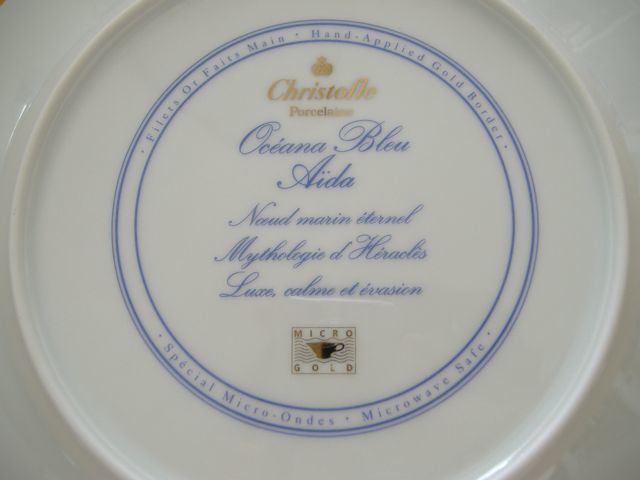 · Filets Or Faits Main · Hand-Applied Gold Border ·
Christofle
Porcelaine
Océana Bleu
Aïda
Nœud marin éternel
Mythologie d'Héraclès
Luxe, calme et évasion
MICRO
GOLD
· Spécial Micro-Ondes · Microwave Safe ·